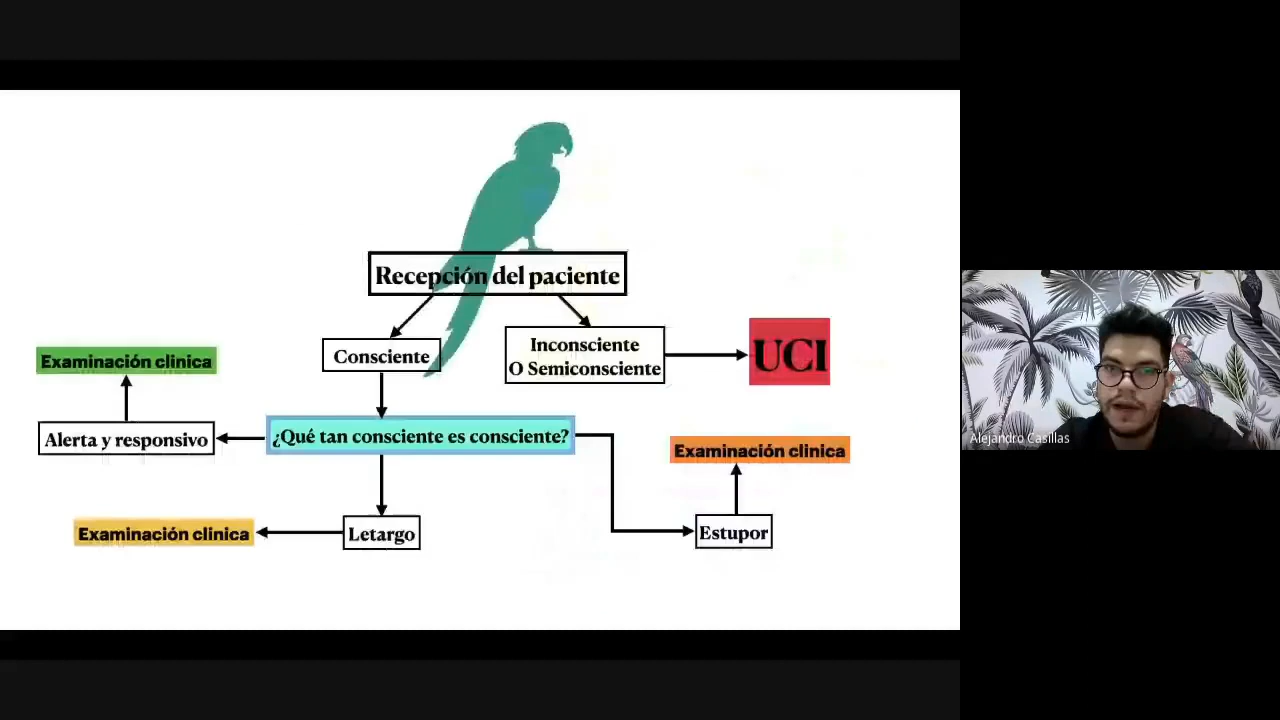 Recepción del paciente
Consciente
Inconsciente
O Semiconsciente
UCI
Examinación clinica
Alerta y responsivo
¿Qué tan consciente es consciente?
Examinación clinica
Examinación clinica
Letargo
Estupor
Alejandro Casillas